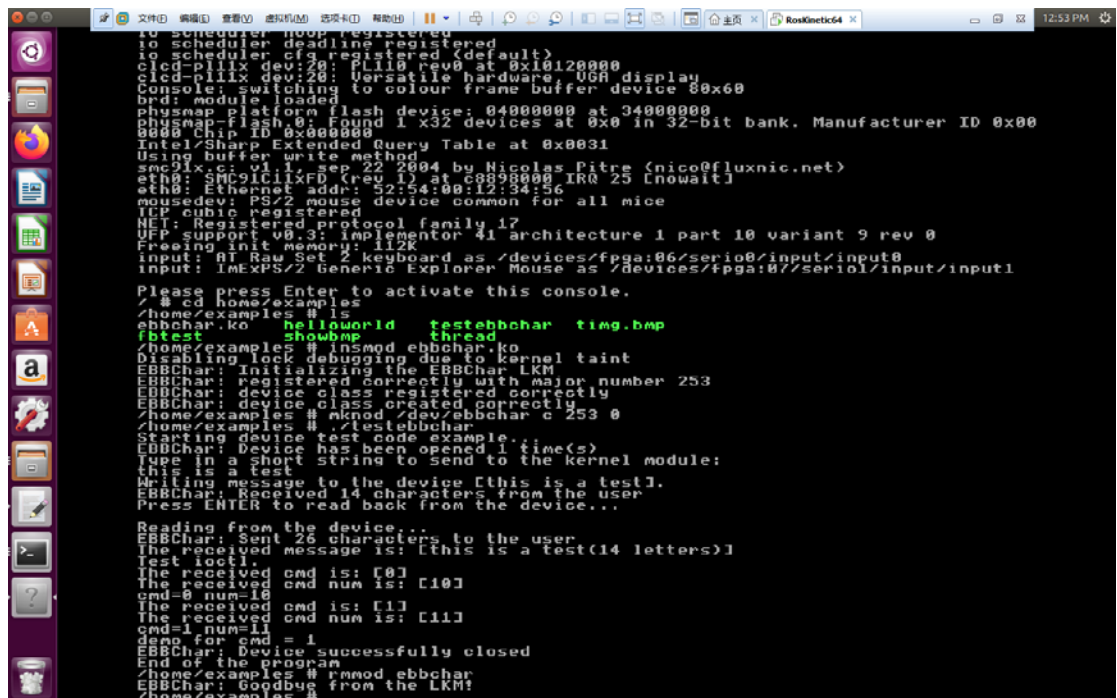 文件(F) 编辑(E) 查看(V) 虚拟机(M) 选项卡(T) 帮助(H) 主页 RosKinetic64 12:53 PM
io scheduler noop registered
io scheduler deadline registered
io scheduler cfq registered (default)
clcd-pl11x dev:20: PL110 rev0 at 0x10120000
clcd-pl11x dev:20: Versatile hardware, VGA display
Console: switching to colour frame buffer device 80x60
brd: module loaded
physmap platform flash device: 04000000 at 34000000
physmap-flash.0: Found 1 x32 devices at 0x0 in 32-bit bank. Manufacturer ID 0x00
0000 Chip ID 0x000000
Intel/Sharp Extended Query Table at 0x0031
Using buffer write method
smc91x.c: v1.1, sep 22 2004 by Nicolas Pitre (nico@fluxnic.net)
eth0: SMC91C11xFD (rev 1) at c8898000 IRQ 25 [nowait]
eth0: Ethernet addr: 52:54:00:12:34:56
mousedev: PS/2 mouse device common for all mice
TCP cubic registered
NET: Registered protocol family 17
VFP support v0.3: implementor 41 architecture 1 part 10 variant 9 rev 0
Freeing init memory: 112K
input: AT Raw Set 2 keyboard as /devices/fpga:06/serio0/input/input0
input: ImExPS/2 Generic Explorer Mouse as /devices/fpga:07/serio1/input/input1
Please press Enter to activate this console.
/ # cd home/examples
/home/examples # ls
ebbchar.ko helloworld testebbchar timg.bmp
fbtest showbmp thread
/home/examples # insmod ebbchar.ko
Disabling lock debugging due to kernel taint
EBBChar: Initializing the EBBChar LKM
EBBChar: registered correctly with major number 253
EBBChar: device class registered correctly
EBBChar: device class created correctly
/home/examples # mknod /dev/ebbchar c 253 0
/home/examples # ./testebbchar
Starting device test code example...
EBBChar: Device has been opened 1 time(s)
Type in a short string to send to the kernel module:
this is a test
Writing message to the device [this is a test].
EBBChar: Received 14 characters from the user
Press ENTER to read back from the device...
Reading from the device...
EBBChar: Sent 26 characters to the user
The received message is: [this is a test(14 letters)]
Test ioctl.
The received cmd is: [0]
The received cmd num is: [10]
cmd=0 num=10
The received cmd is: [1]
The received cmd num is: [11]
cmd=1 num=11
demo for cmd = 1
EBBChar: Device successfully closed
End of the program
/home/examples # rmmod ebbchar
EBBChar: Goodbye from the LKM!
/home/examples #